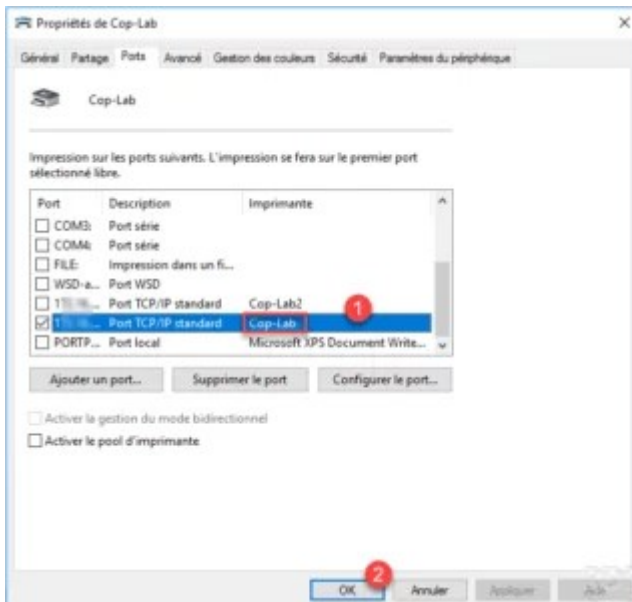 Propriétés de Cop-Lab
Général Partage Ports Avancé Gestion des couleurs Sécurité Paramètres du périphérique
Cop-Lab
Impression sur les ports suivants. L'impression se fera sur le premier port
sélectionné libre.
Port Description Imprimante
COM3: Port série
COM4: Port série
FILE: Impression dans un fi...
WSD-a... Port WSD
Port TCP/IP standard Cop-Lab2
1
Port TCP/IP standard Cop-Lab
PORTP... Port local Microsoft XPS Document Write...
Ajouter un port... Supprimer le port Configurer le port...
Activer la gestion du mode bidirectionnel
Activer le pool d'imprimante
2
OK Annuler Appliquer Aide